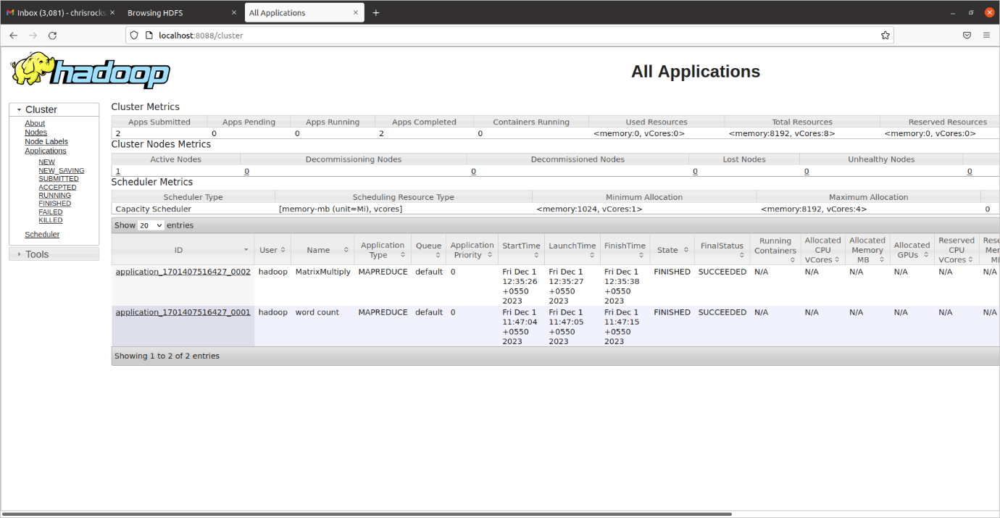 Inbox (3,081) - chrisrocks
Browsing HDFS
All Applications
localhost:8088/cluster
hadoop
All Applications
Cluster
About
Nodes
Node Labels
Applications
NEW
NEW_SAVING
SUBMITTED
ACCEPTED
RUNNING
FINISHED
FAILED
KILLED
Scheduler
Tools
Cluster Metrics
Apps Submitted Apps Pending Apps Running Apps Completed Containers Running Used Resources Total Resources Reserved Resources
2 0 0 2 0 <memory:0, vCores:0> <memory:8192, vCores:8> <memory:0, vCores:0>
Cluster Nodes Metrics
Active Nodes Decommissioning Nodes Decommissioned Nodes Lost Nodes Unhealthy Nodes
1 0 0 0 0 0
Scheduler Metrics
Scheduler Type Scheduling Resource Type Minimum Allocation Maximum Allocation
Capacity Scheduler [memory-mb (unit=Mi), vcores] <memory:1024, vCores:1> <memory:8192, vCores:4> 0
Show 20 entries
ID User Name Application Type Queue Application Priority StartTime LaunchTime FinishTime State FinalStatus Running Containers Allocated CPU VCores Allocated Memory MB Allocated GPUs Reserved CPU VCores
application_1701407516427_0002 hadoop MatrixMultiply MAPREDUCE default 0 Fri Dec 1 12:35:26 +0550 2023 Fri Dec 1 12:35:27 +0550 2023 Fri Dec 1 12:35:38 +0550 2023 FINISHED SUCCEEDED N/A N/A N/A N/A N/A N/A
application_1701407516427_0001 hadoop word count MAPREDUCE default 0 Fri Dec 1 11:47:04 +0550 2023 Fri Dec 1 11:47:05 +0550 2023 Fri Dec 1 11:47:15 +0550 2023 FINISHED SUCCEEDED N/A N/A N/A N/A N/A N/A
Showing 1 to 2 of 2 entries